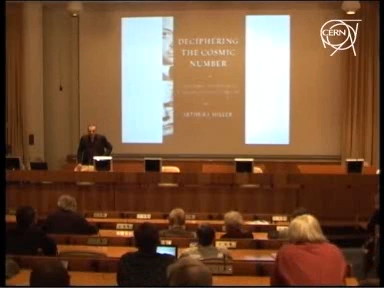 CERN
DECIPHERING
THE COSMIC
NUMBER
ARTHUR I. MILLER